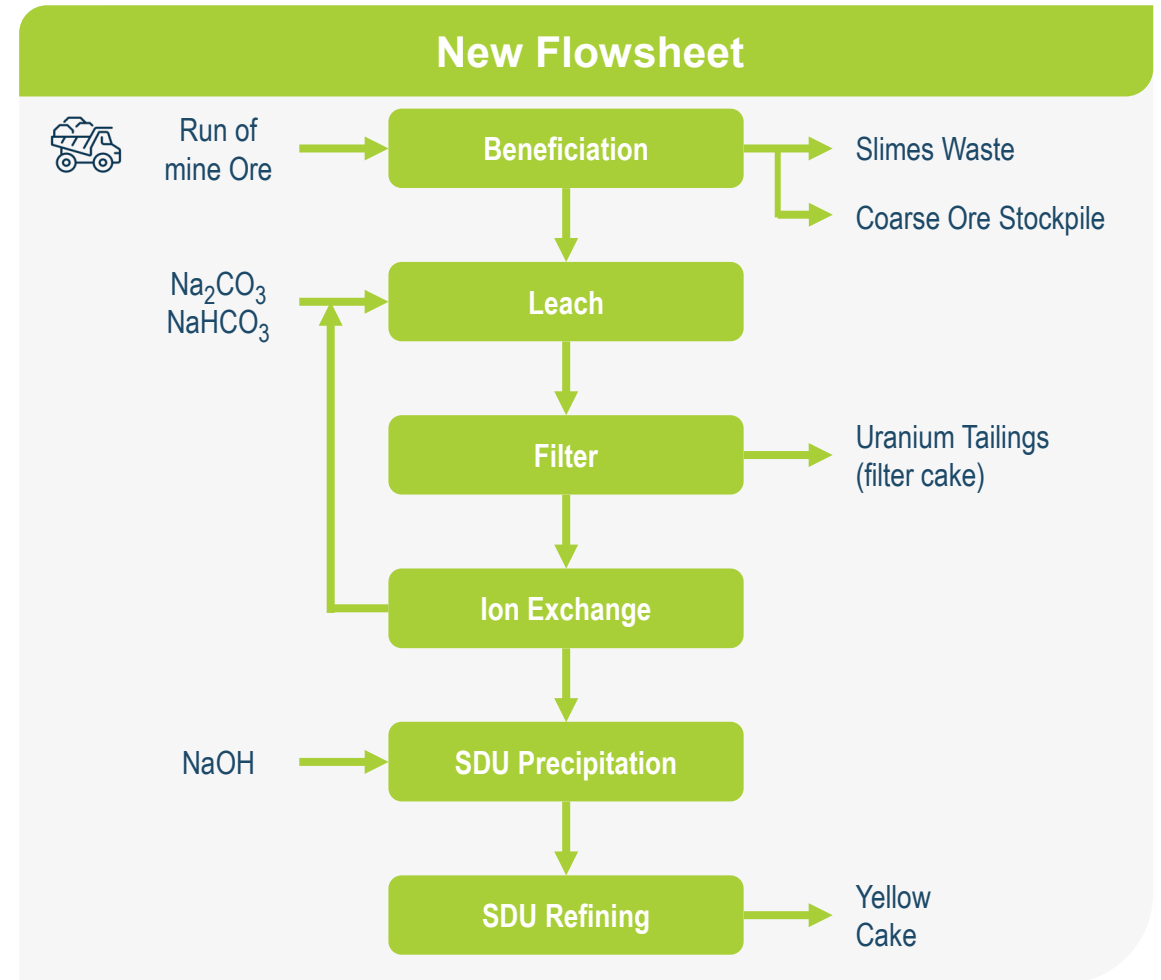 New Flowsheet
Run of
mine Ore
Beneficiation
Slimes Waste
Coarse Ore Stockpile
Na₂CO₃
NaHCO₃
Leach
Filter
Uranium Tailings
(filter cake)
Ion Exchange
NaOH
SDU Precipitation
SDU Refining
Yellow
Cake